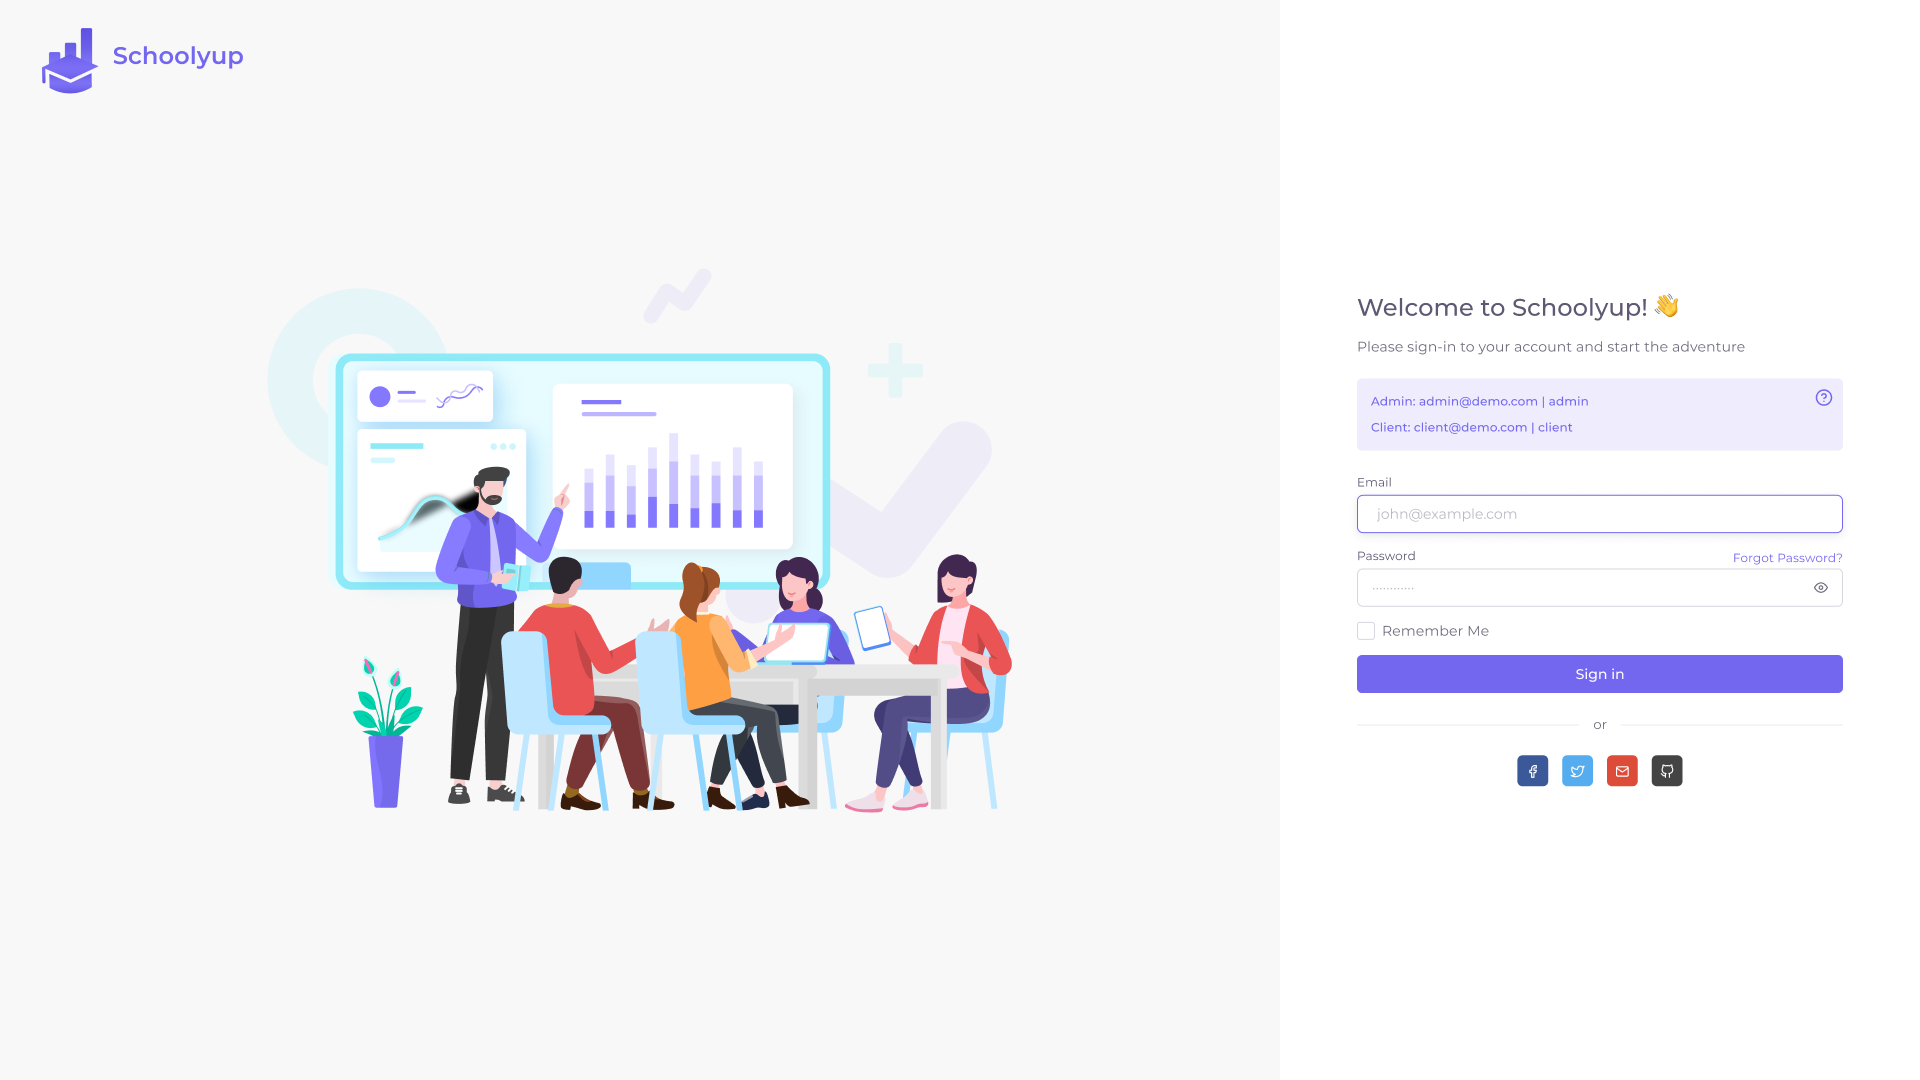 Schoolyup
Welcome to Schoolyup! 👋
Please sign-in to your account and start the adventure
Admin: admin@demo.com | admin
Client: client@demo.com | client
Email
john@example.com
Password
Forgot Password?
············
Remember Me
Sign in
or